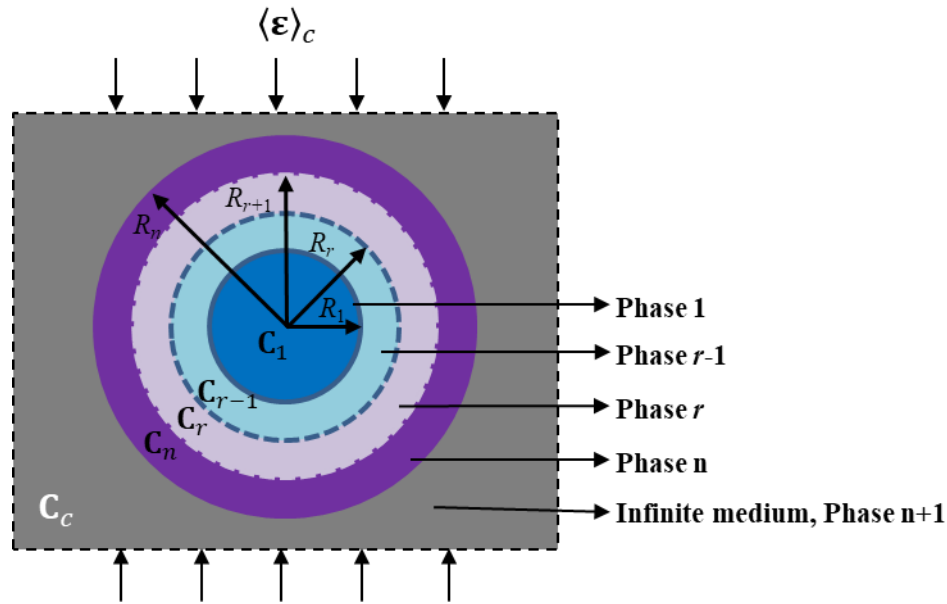 ⟨𝛆⟩c
Rr+1
Rn
Rr
R1
C1
Cr−1
Cr
Cn
Cc
Phase 1
Phase r-1
Phase r
Phase n
Infinite medium, Phase n+1